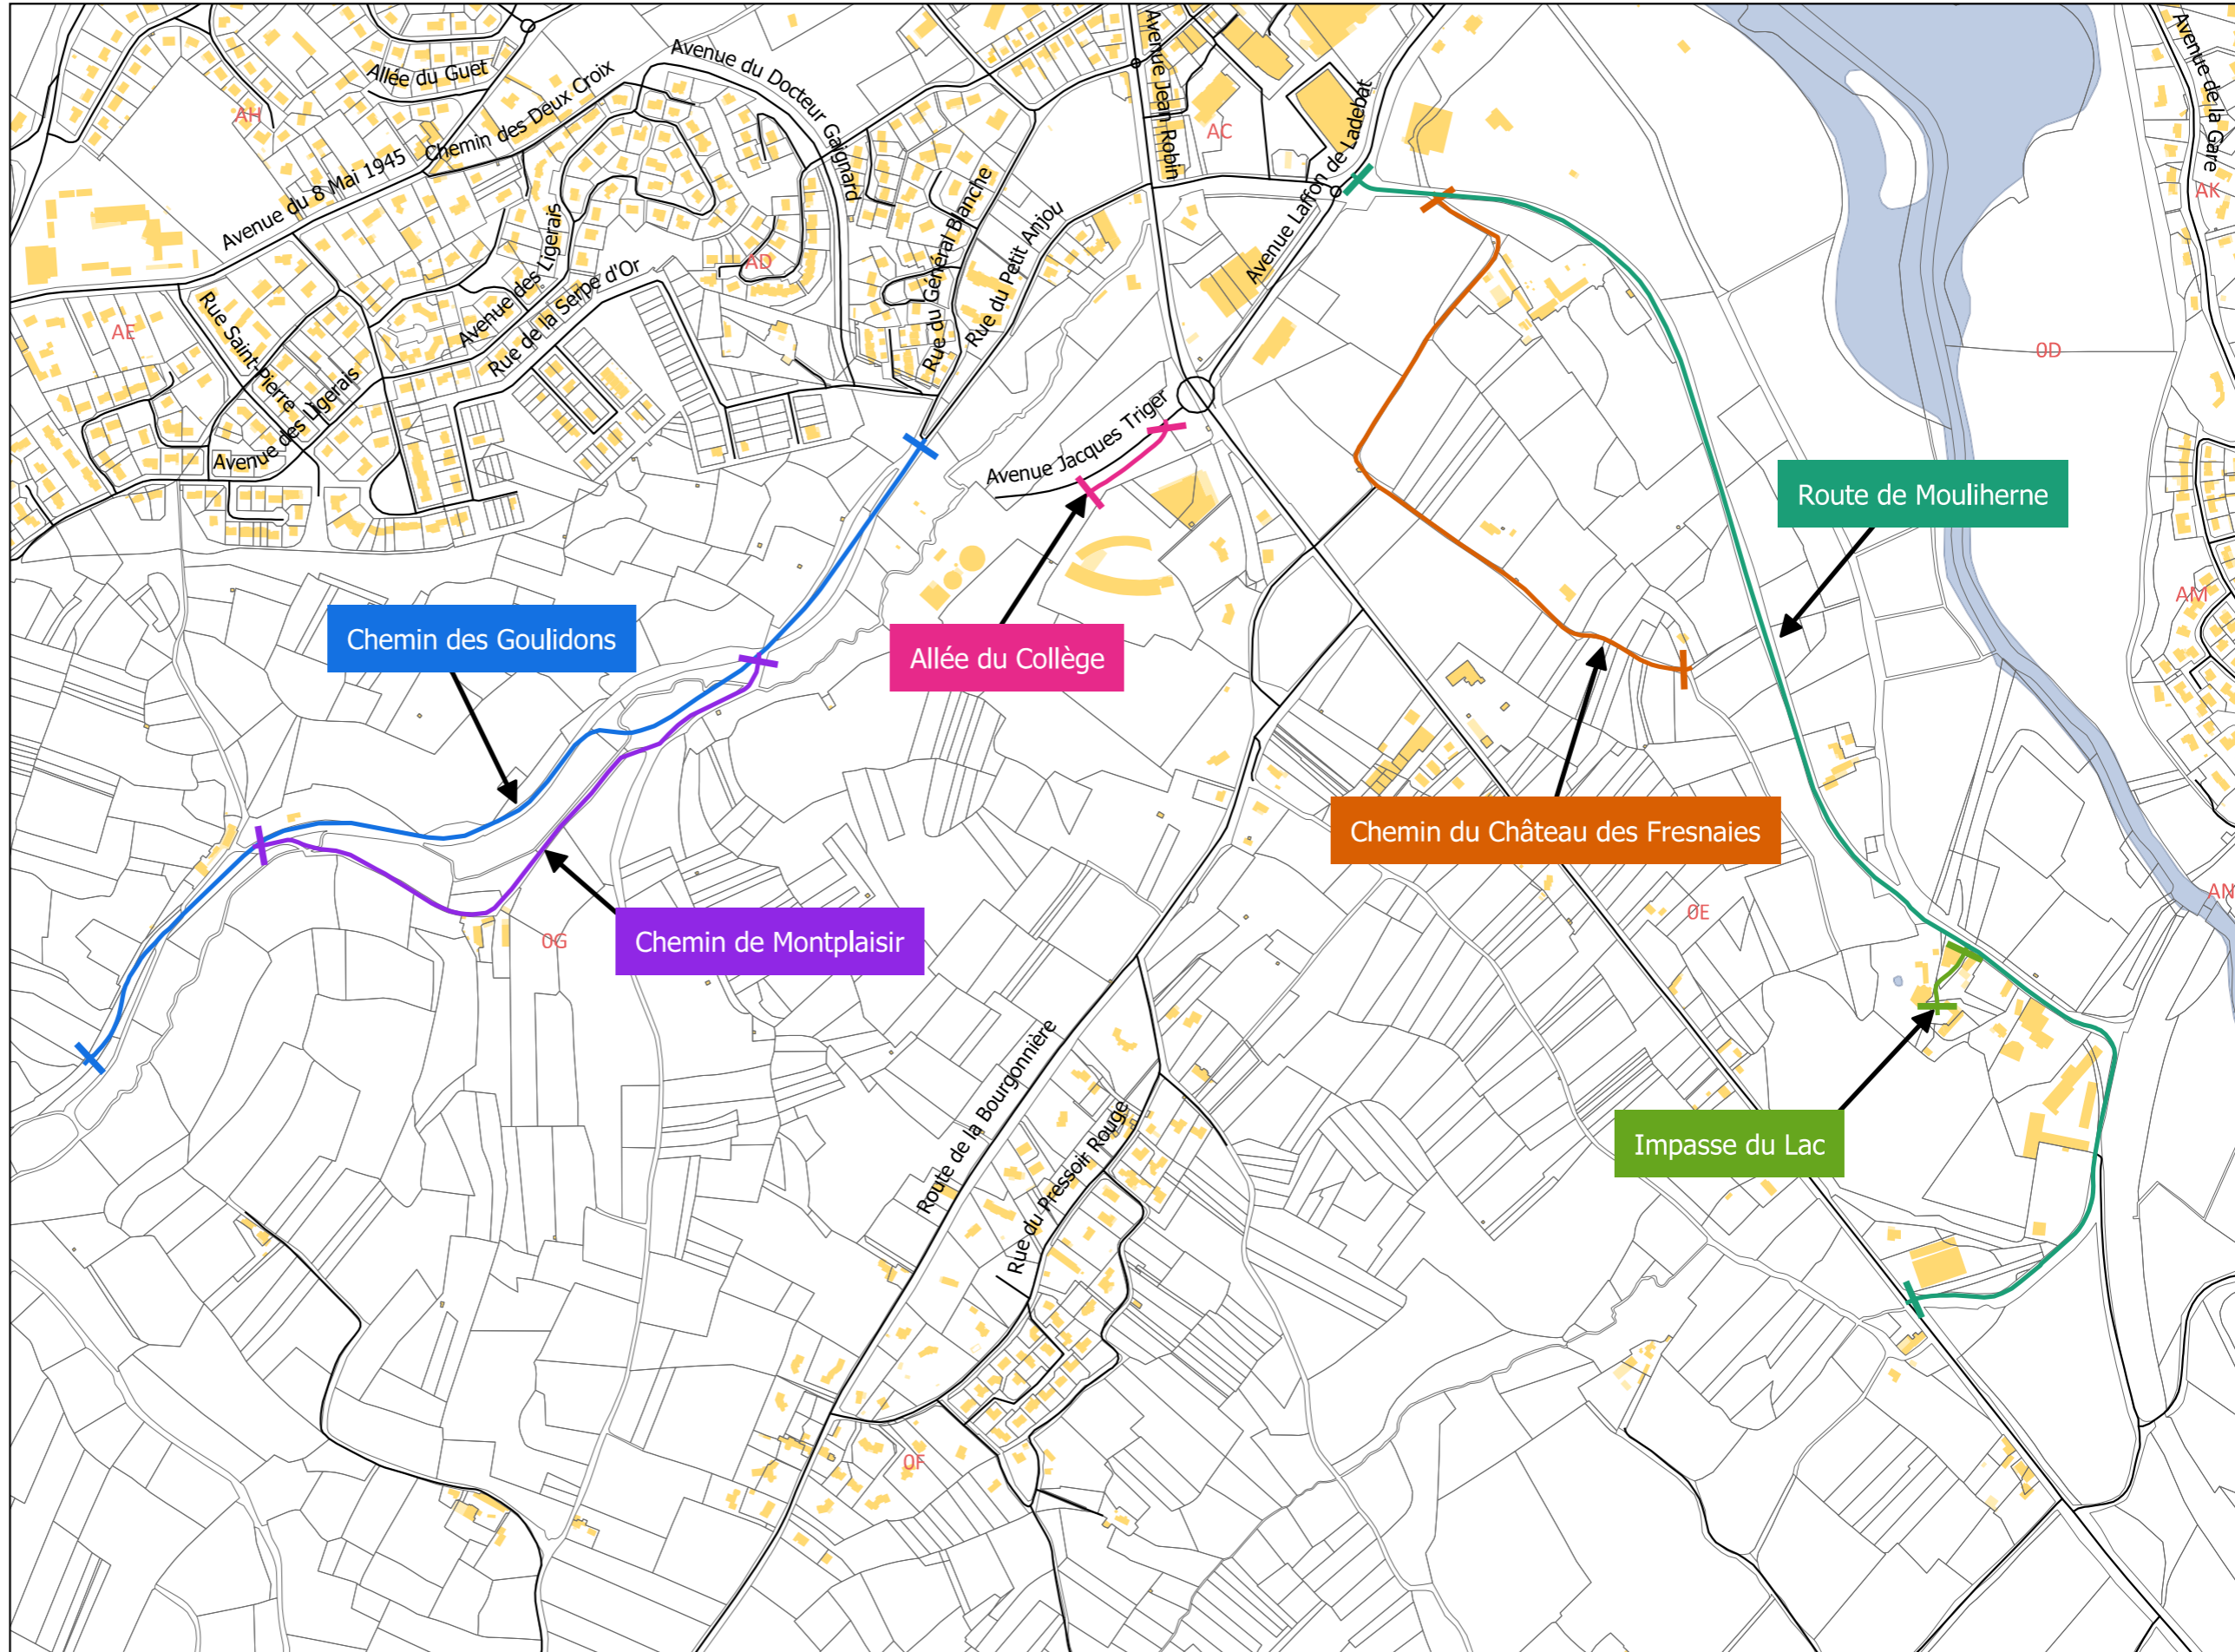 Allée du Guet
Avenue du Docteur Gaignard
Avenue Jean Robin
Avenue de la Gare
Chemin des Deux Croix
AH
AC
Avenue du 8 Mai 1945
Avenue Laffon de Ladebat
AK
Avenue des Ligerais
AD
Rue du Général Blanche
Rue du Petit Anjou
AE
Rue Saint-Pierre
Avenue des Ligerais
Rue de la Serpe d'Or
0D
Avenue des Ligerais
Avenue Jacques Triger
Route de Mouliherne
AM
Chemin des Goulidons
Allée du Collège
Chemin du Château des Fresnaies
AN
0E
0G
Chemin de Montplaisir
Route de la Bourgonnière
Rue du Pressoir Rouge
Impasse du Lac
0F